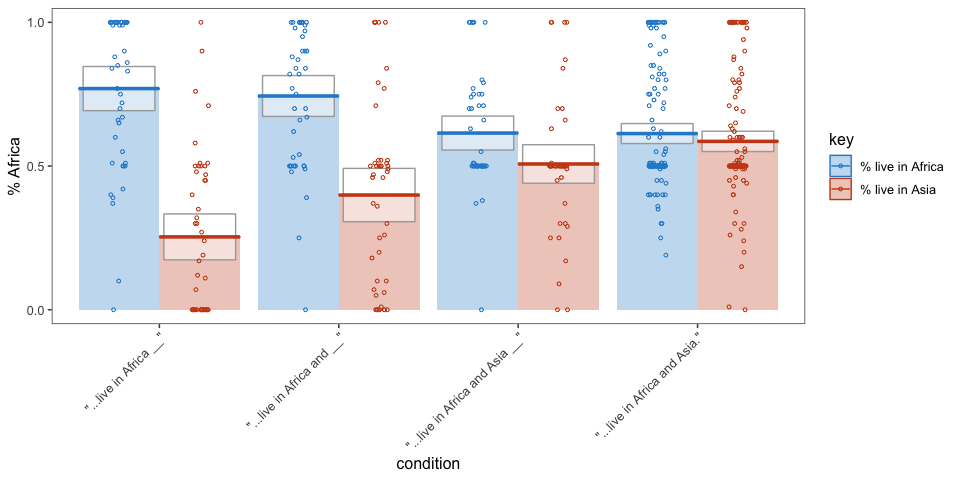 1.0
0.5
0.0
% Africa
" ...live in Africa __"
" ...live in Africa and __"
" ...live in Africa and Asia __"
" ...live in Africa and Asia."
condition
key
% live in Africa
% live in Asia